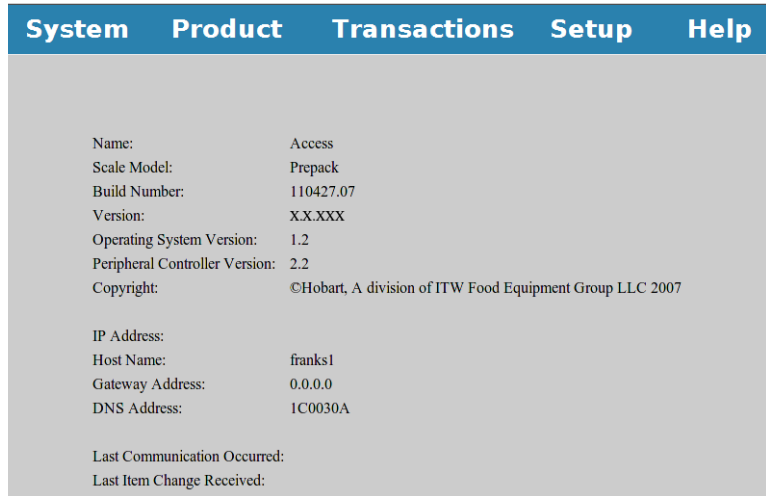 System Product Transactions Setup Help
Name: Access
Scale Model: Prepack
Build Number: 110427.07
Version: X.X.XXX
Operating System Version: 1.2
Peripheral Controller Version: 2.2
Copyright: ©Hobart, A division of ITW Food Equipment Group LLC 2007
IP Address:
Host Name: franks1
Gateway Address: 0.0.0.0
DNS Address: 1C0030A
Last Communication Occurred:
Last Item Change Received: